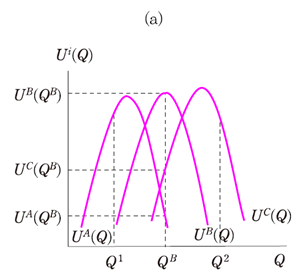 (a)
U^i(Q)
U^B(Q^B)
U^C(Q^B)
U^A(Q^B)
U^A(Q)
U^B(Q)
U^C(Q)
Q^1
Q^B
Q^2
Q